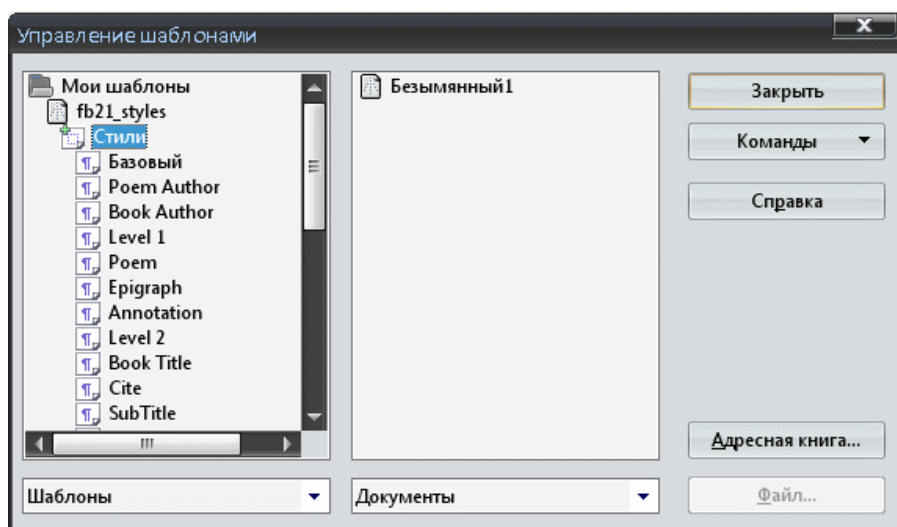 Управление шаблонами
Мои шаблоны
fb21_styles
Стили
Базовый
Poem Author
Book Author
Level 1
Poem
Epigraph
Annotation
Level 2
Book Title
Cite
SubTitle
Шаблоны
Безымянный1
Документы
Закрыть
Команды
Справка
Адресная книга...
Файл...